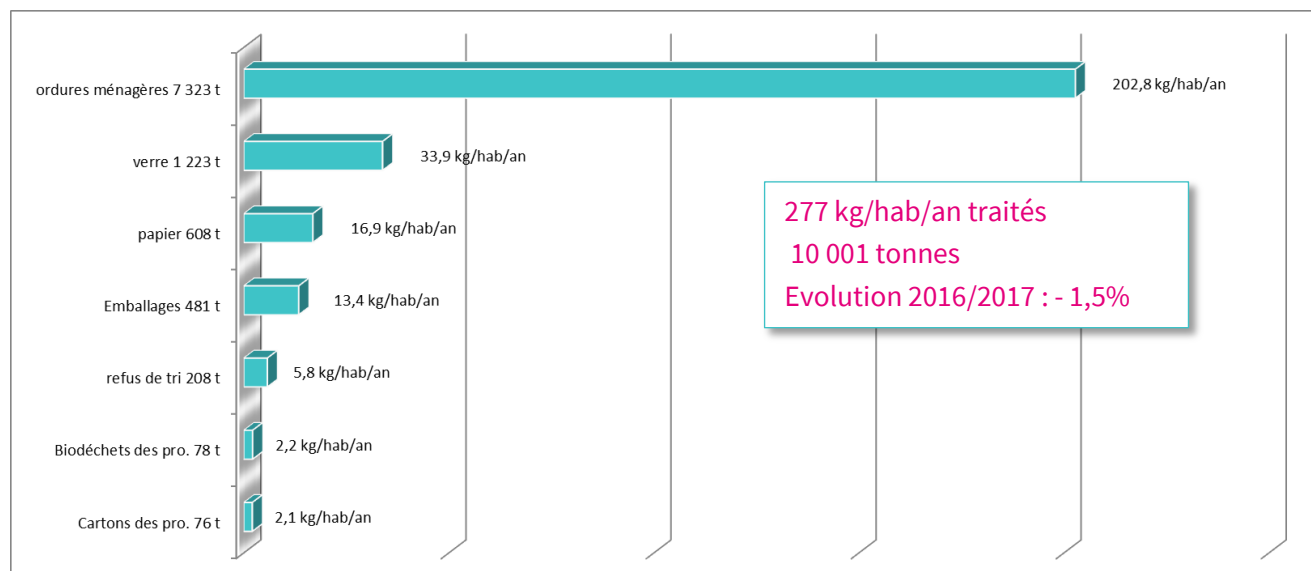 ordures ménagères 7 323 t
202,8 kg/hab/an
verre 1 223 t
33,9 kg/hab/an
papier 608 t
16,9 kg/hab/an
Emballages 481 t
13,4 kg/hab/an
refus de tri 208 t
5,8 kg/hab/an
Biodéchets des pro. 78 t
2,2 kg/hab/an
Cartons des pro. 76 t
2,1 kg/hab/an
277 kg/hab/an traités
10 001 tonnes
Evolution 2016/2017 : - 1,5%